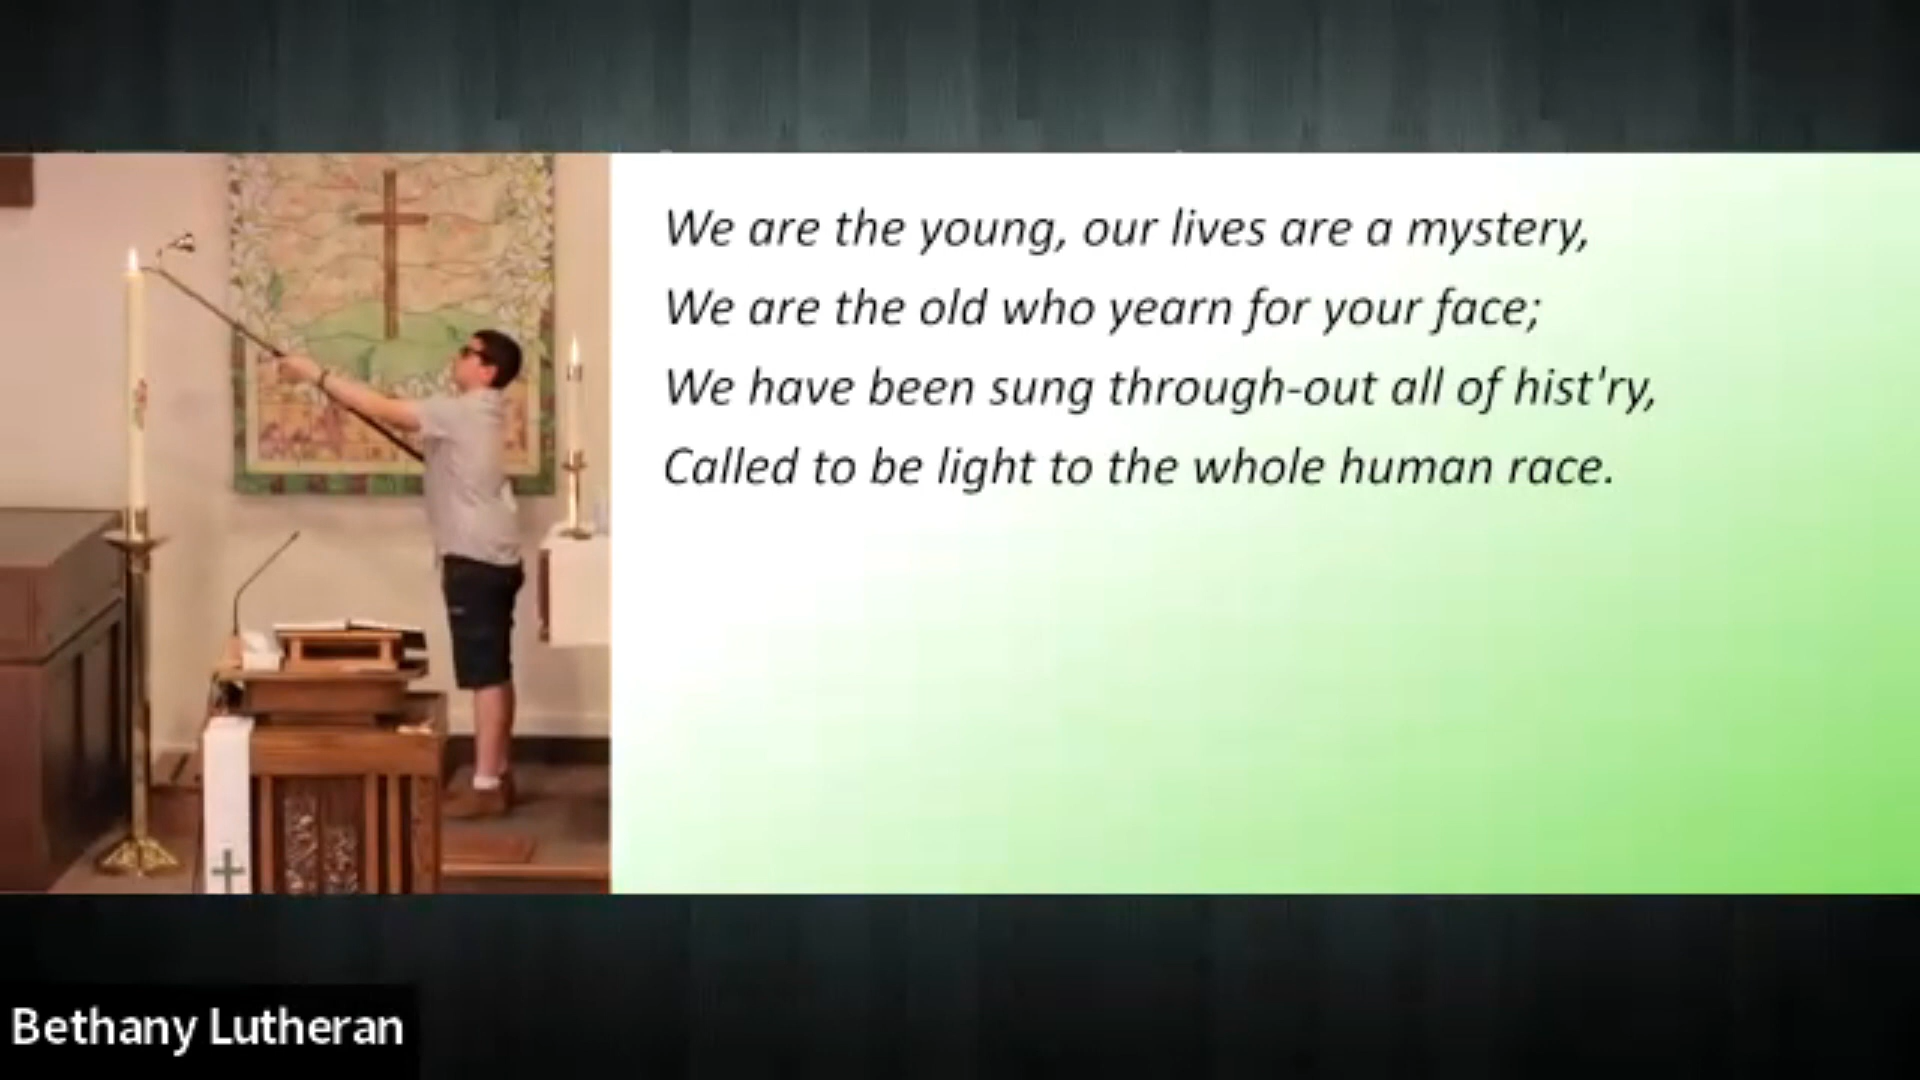 We are the young, our lives are a mystery,
We are the old who yearn for your face;
We have been sung through-out all of hist'ry,
Called to be light to the whole human race.
Bethany Lutheran